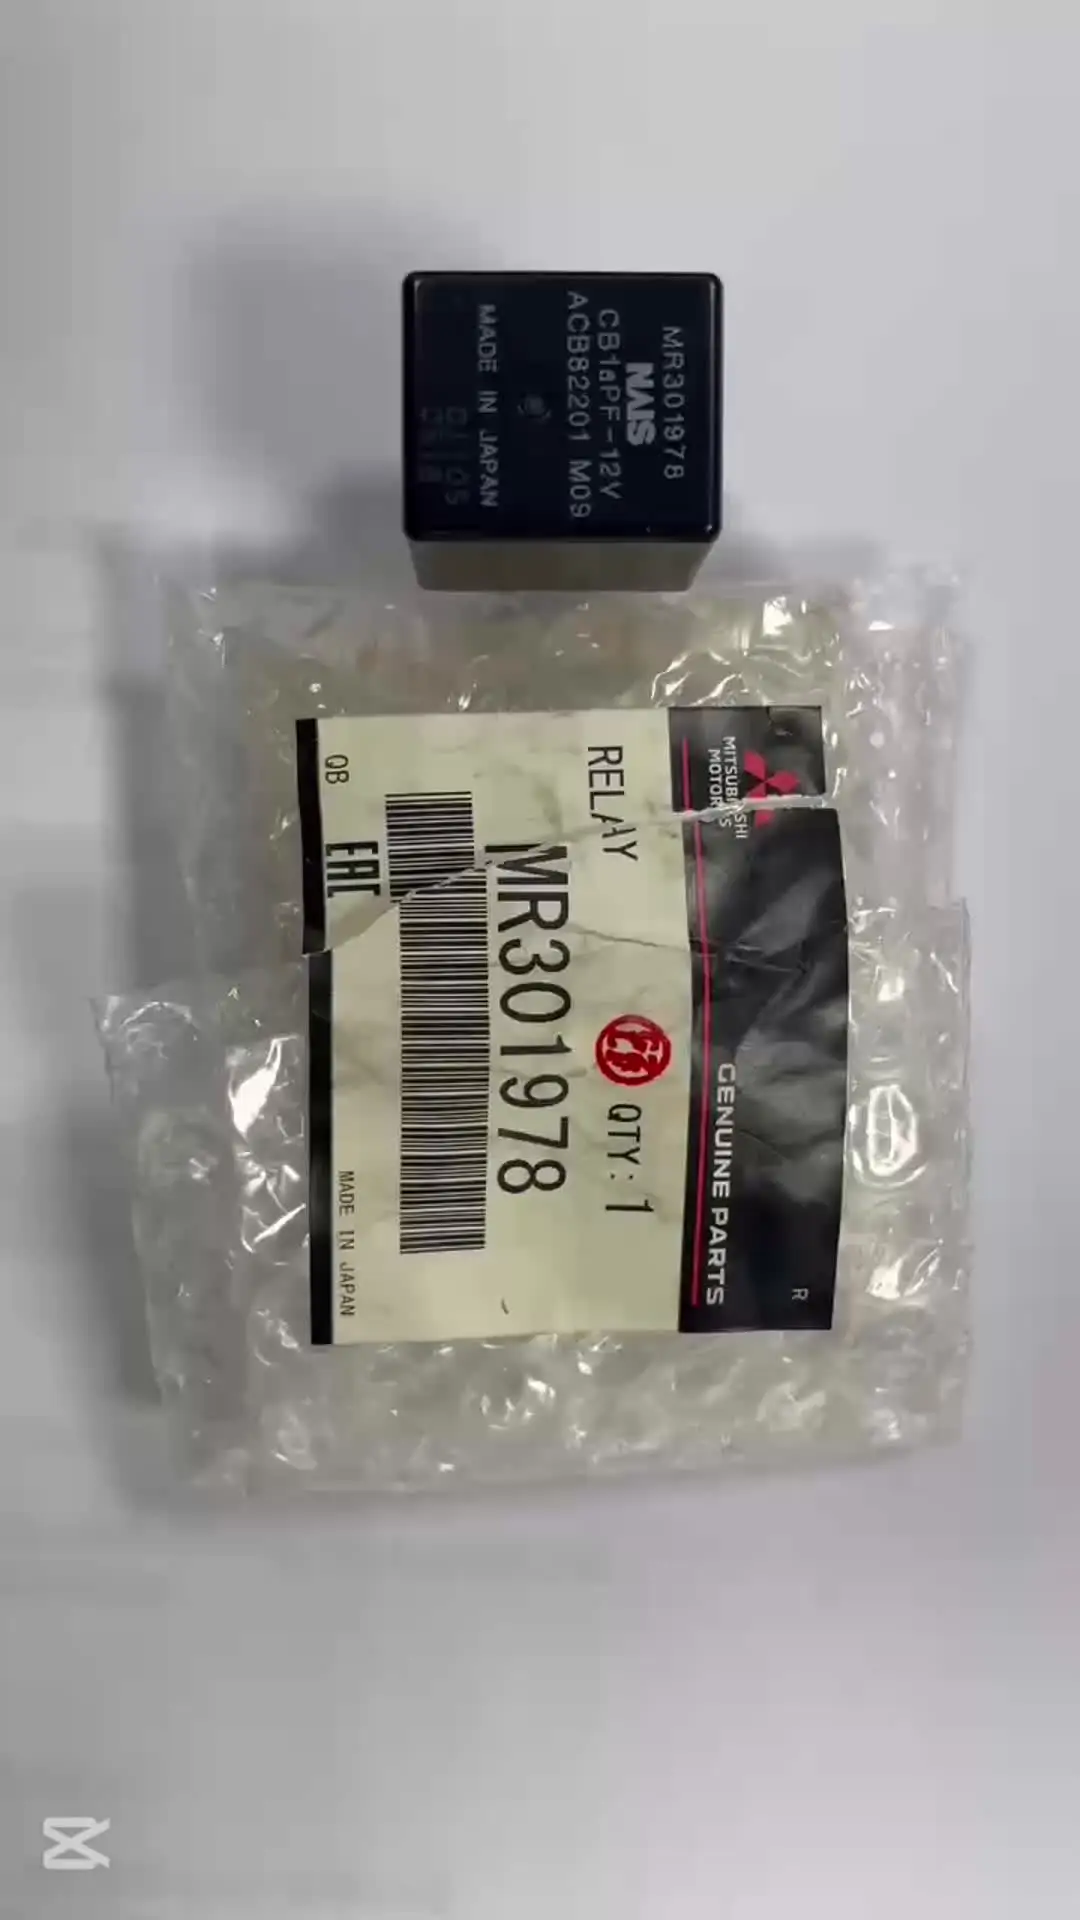 MR301978
NAIS
CB1aPF-12V
ACB82201 M09
MADE IN JAPAN
MITSUBISHI
MOTORS
GENUINE PARTS
R
RELAY
QTY: 1
MR301978
QB
EAC
MADE IN JAPAN